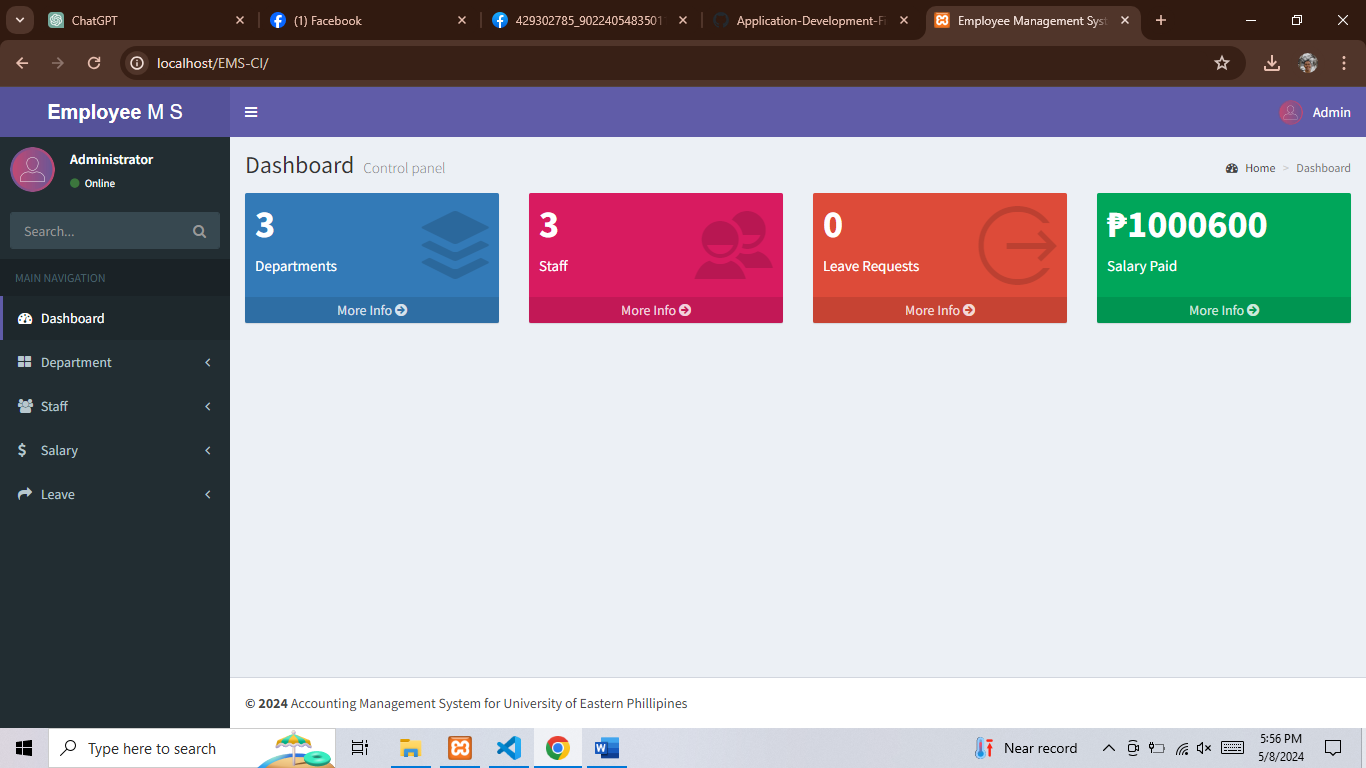 ChatGPT
(1) Facebook
429302785_9022405483501
Application-Development-Fi
Employee Management Syst
localhost/EMS-CI/
Employee M S
Admin
Administrator
Online
Search...
MAIN NAVIGATION
Dashboard
Department
Staff
$ Salary
Leave
Dashboard Control panel
Home > Dashboard
3
Departments
More Info
3
Staff
More Info
0
Leave Requests
More Info
₱1000600
Salary Paid
More Info
© 2024 Accounting Management System for University of Eastern Phillipines
Type here to search
Near record
5:56 PM
5/8/2024